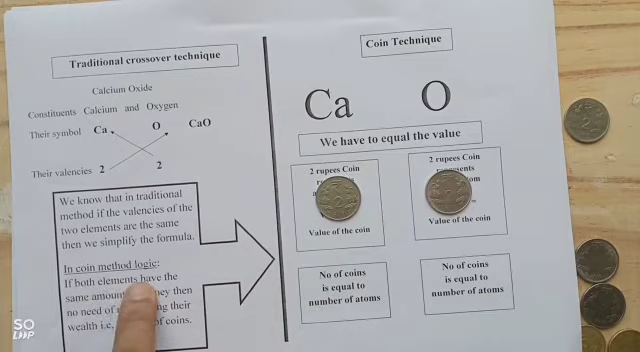 Traditional crossover technique
Calcium Oxide
Constituents Calcium and Oxygen
Their symbol Ca O CaO
Their valencies 2 2
We know that in traditional
method if the valencies of the
two elements are the same
then we simplify the formula.
In coin method logic:
If both elements have the
same amount then
no need of their
wealth i.e, of coins.
Coin Technique
Ca O
We have to equal the value
2 rupees Coin
Value of the coin
2 rupees Coin
Value of the coin
No of coins
is equal to
number of atoms
No of coins
is equal to
number of atoms
2
2
SO
LOOP